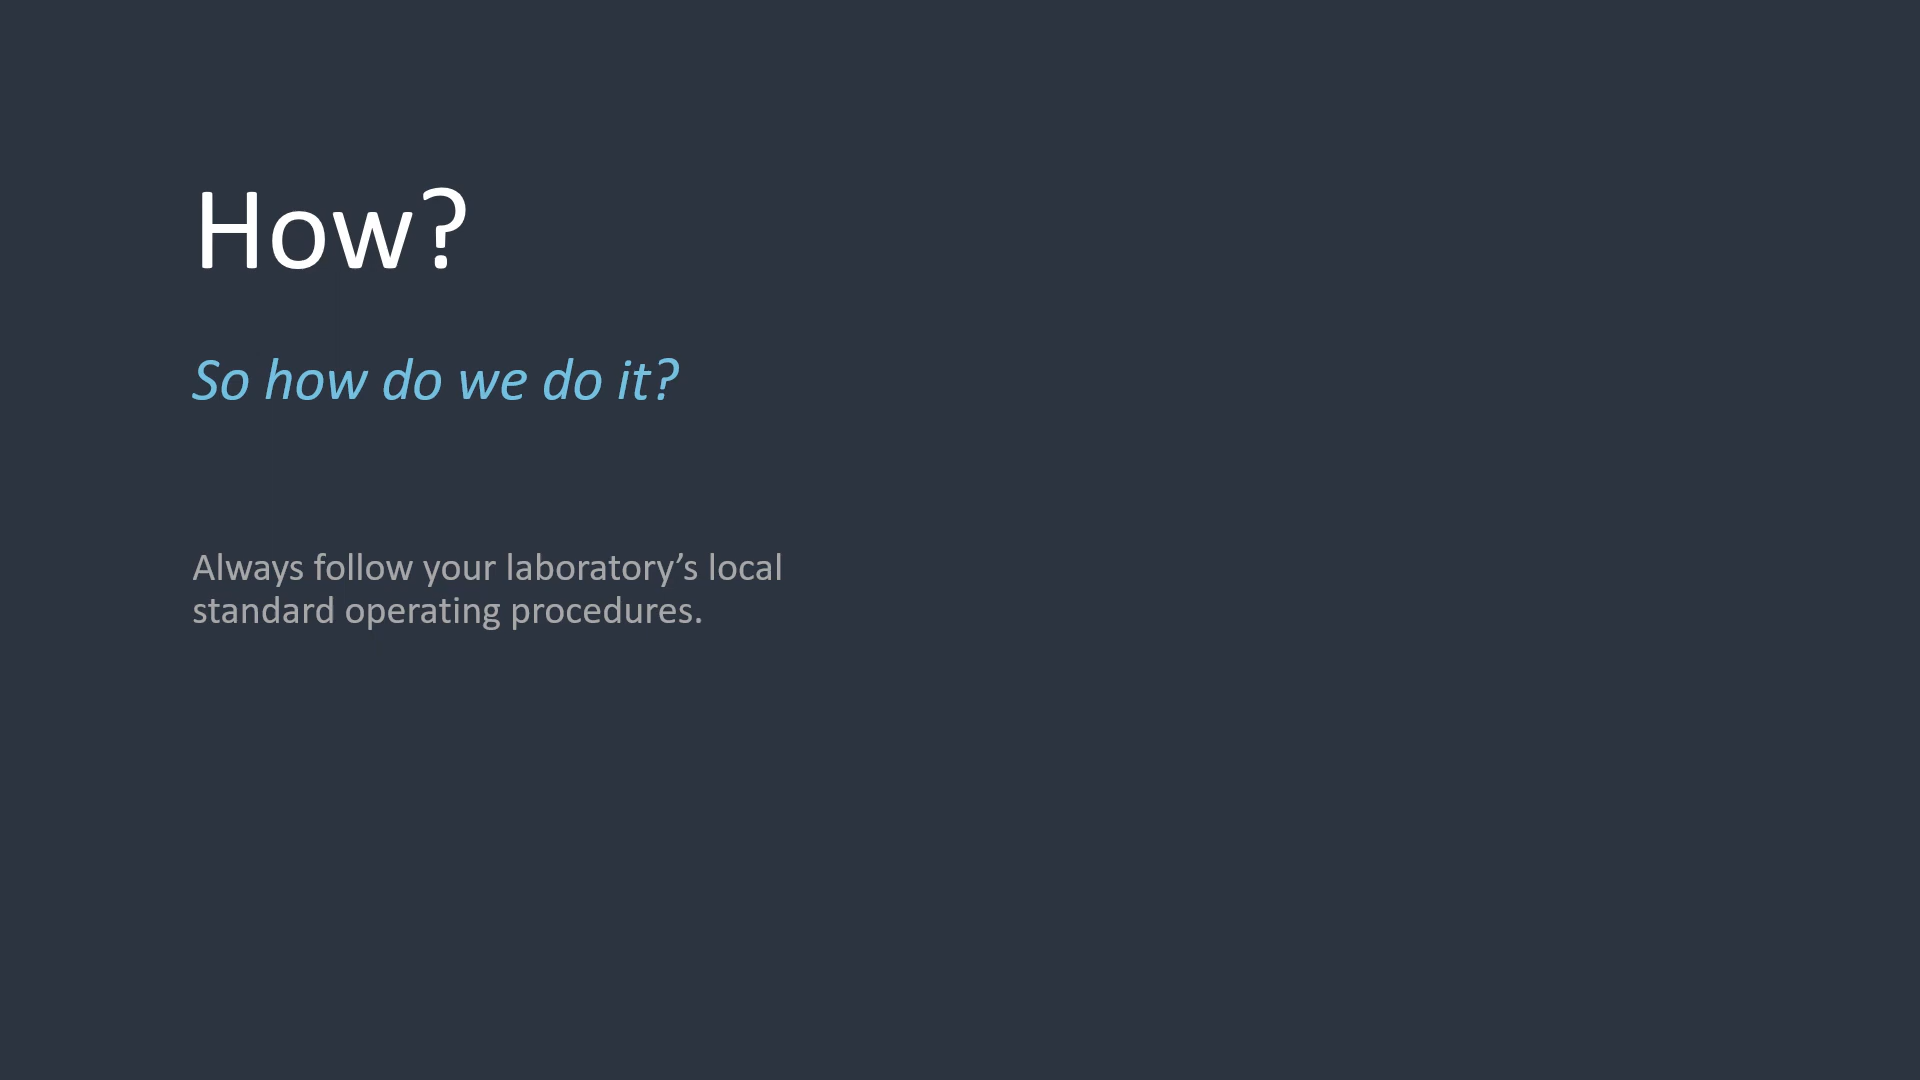 How?
So how do we do it?
Always follow your laboratory’s local
standard operating procedures.